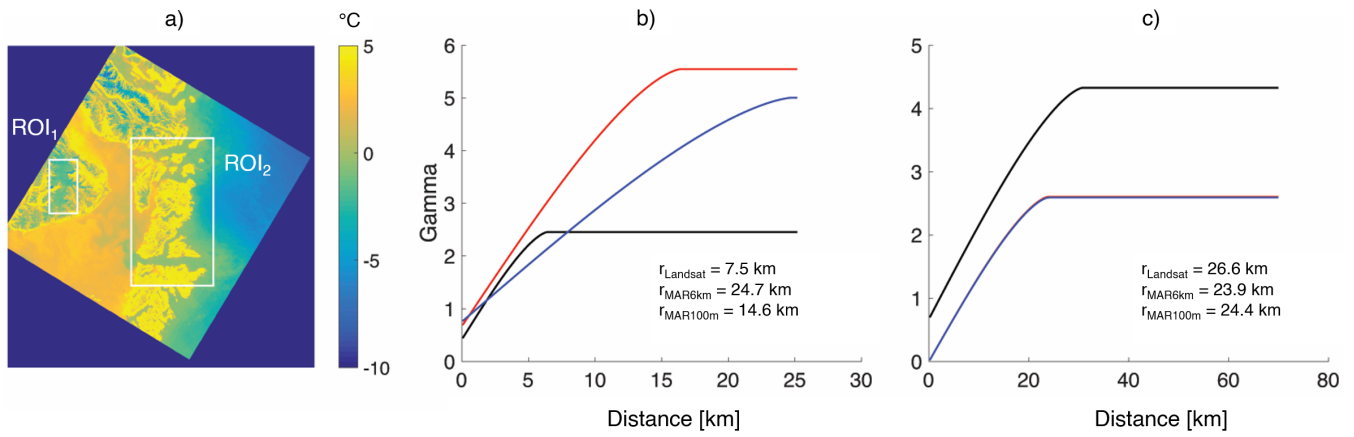 a)
°C
5
0
-5
-10
ROI1
ROI2
b)
6
5
4
3
2
1
0
Gamma
0 5 10 15 20 25 30
Distance [km]
rLandsat = 7.5 km
rMAR6km = 24.7 km
rMAR100m = 14.6 km
c)
5
4
3
2
1
0
0 20 40 60 80
Distance [km]
rLandsat = 26.6 km
rMAR6km = 23.9 km
rMAR100m = 24.4 km